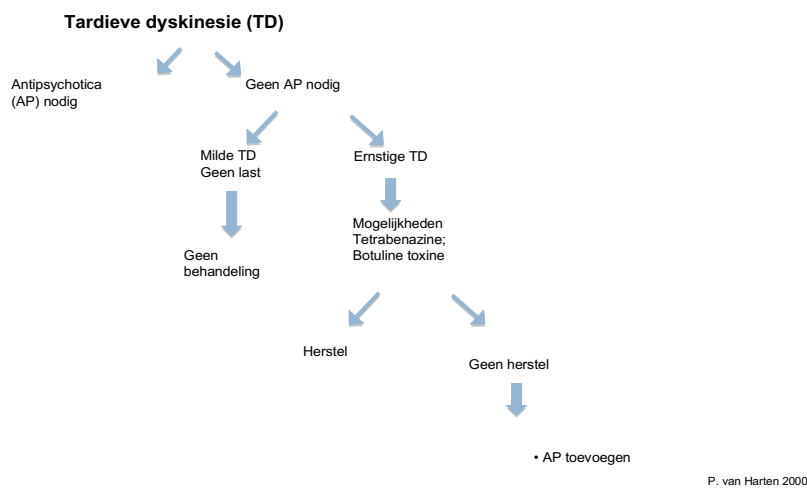 Tardieve dyskinesie (TD)
Antipsychotica
(AP) nodig
Geen AP nodig
Milde TD
Geen last
Ernstige TD
Geen
behandeling
Mogelijkheden
Tetrabenazine;
Botuline toxine
Herstel
Geen herstel
• AP toevoegen
P. van Harten 2000